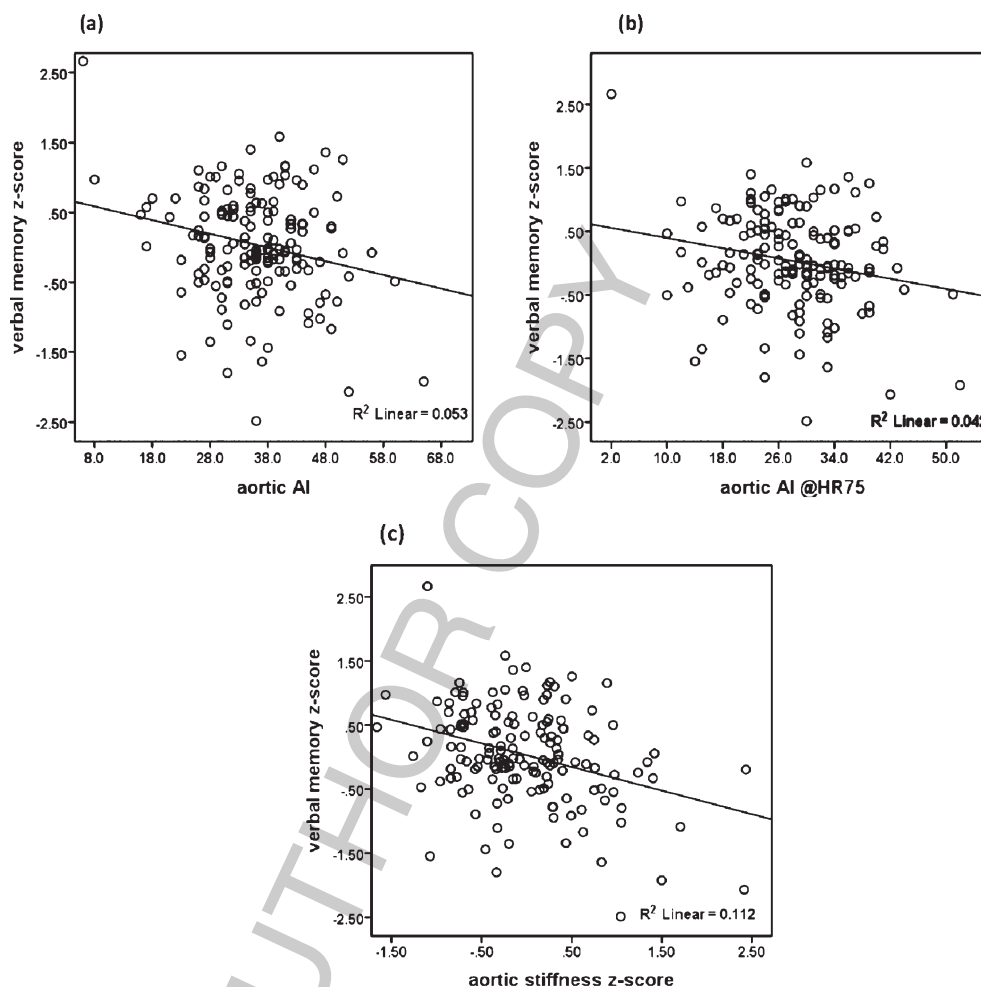 (a)
2.50
1.50
.50
-.50
-1.50
-2.50
verbal memory z-score
R² Linear = 0.053
8.0 18.0 28.0 38.0 48.0 58.0 68.0
aortic AI
(b)
2.50
1.50
.50
-.50
-1.50
-2.50
verbal memory z-score
R² Linear = 0.042
2.0 10.0 18.0 26.0 34.0 42.0 50.0
aortic AI @HR75
(c)
2.50
1.50
.50
-.50
-1.50
-2.50
verbal memory z-score
R² Linear = 0.112
-1.50 -.50 .50 1.50 2.50
aortic stiffness z-score
UTHOR COPY